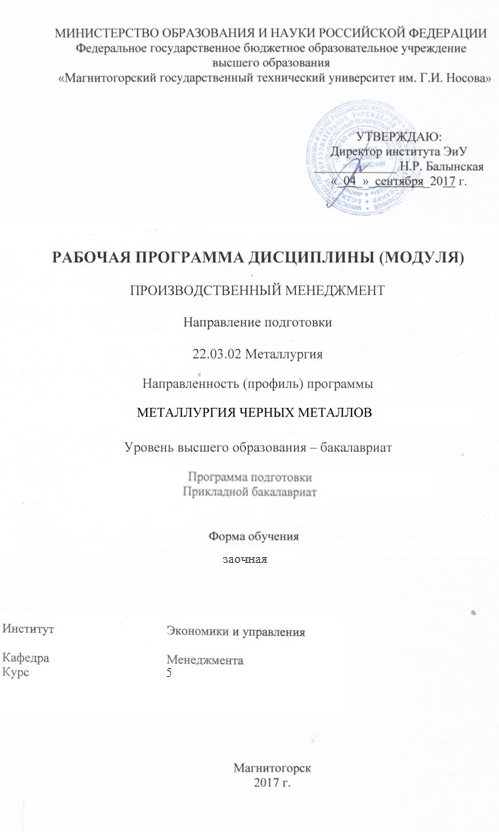 МИНИСТЕРСТВО ОБРАЗОВАНИЯ И НАУКИ РОССИЙСКОЙ ФЕДЕРАЦИИ
Федеральное государственное бюджетное образовательное учреждение
высшего образования
«Магнитогорский государственный технический университет им. Г.И. Носова»
УТВЕРЖДАЮ:
Директор института ЭиУ
Н.Р. Балынская
« 04 » сентября 2017 г.
РАБОЧАЯ ПРОГРАММА ДИСЦИПЛИНЫ (МОДУЛЯ)
ПРОИЗВОДСТВЕННЫЙ МЕНЕДЖМЕНТ
Направление подготовки
22.03.02 Металлургия
Направленность (профиль) программы
МЕТАЛЛУРГИЯ ЧЕРНЫХ МЕТАЛЛОВ
Уровень высшего образования – бакалавриат
Программа подготовки
Прикладной бакалавриат
Форма обучения
заочная
Институт Экономики и управления
Кафедра Менеджмента
Курс 5
Магнитогорск
2017 г.